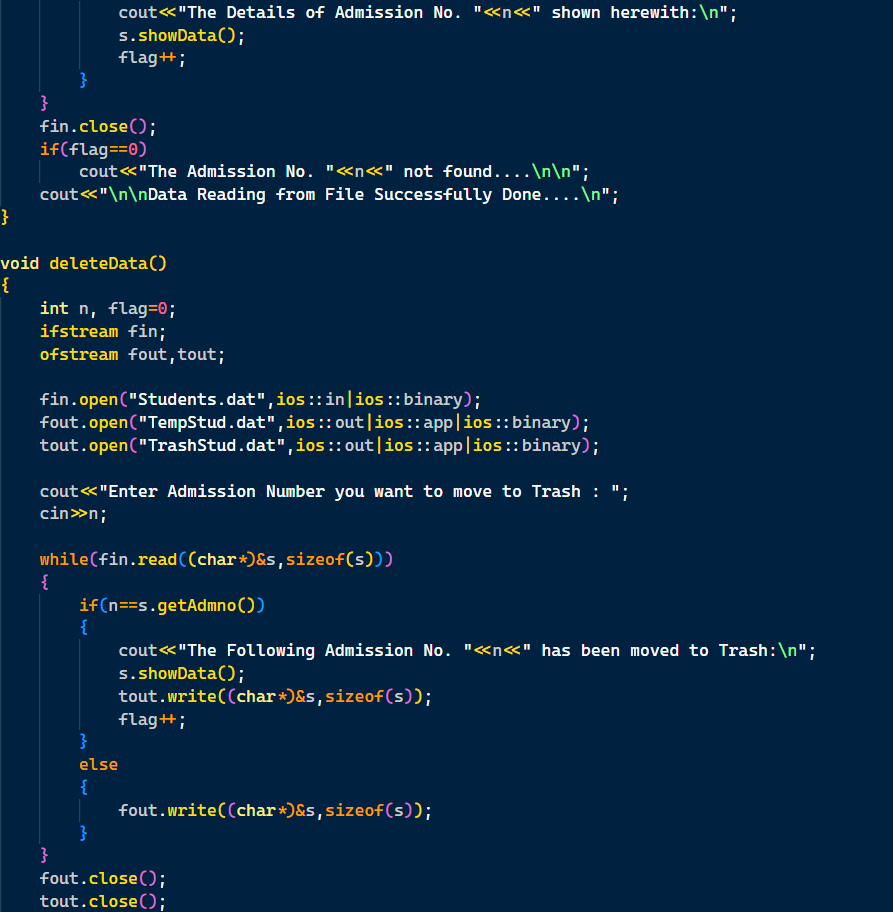 cout<<"The Details of Admission No. "<<n<<" shown herewith:\n";
            s.showData();
            flag++;
        }
    }
    fin.close();
    if(flag==0)
        cout<<"The Admission No. "<<n<<" not found....\n\n";
    cout<<"\n\nData Reading from File Successfully Done....\n";
}

void deleteData()
{
    int n, flag=0;
    ifstream fin;
    ofstream fout,tout;

    fin.open("Students.dat",ios::in|ios::binary);
    fout.open("TempStud.dat",ios::out|ios::app|ios::binary);
    tout.open("TrashStud.dat",ios::out|ios::app|ios::binary);

    cout<<"Enter Admission Number you want to move to Trash : ";
    cin>>n;

    while(fin.read((char*)&s,sizeof(s)))
    {
        if(n==s.getAdmno())
        {
            cout<<"The Following Admission No. "<<n<<" has been moved to Trash:\n";
            s.showData();
            tout.write((char*)&s,sizeof(s));
            flag++;
        }
        else
        {
            fout.write((char*)&s,sizeof(s));
        }
    }
    fout.close();
    tout.close();